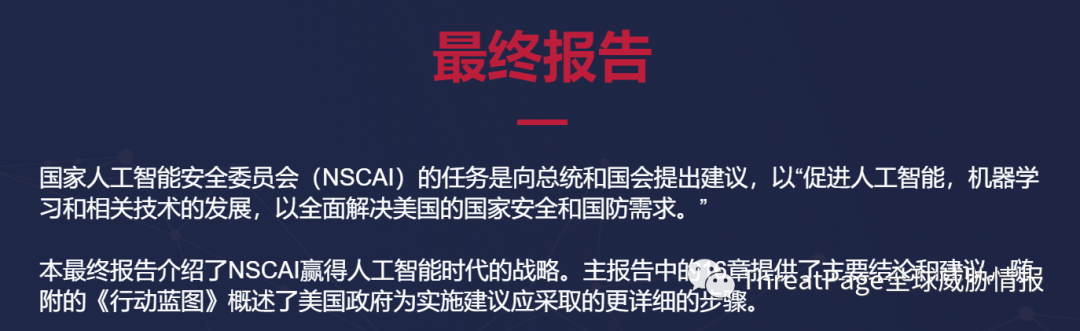 最终报告
国家人工智能安全委员会（NSCAI）的任务是向总统和国会提出建议，以“促进人工智能，机器学
习和相关技术的发展，以全面解决美国的国家安全和国防需求。”
本最终报告介绍了NSCAI赢得人工智能时代的战略。主报告中的16章提供了主要结论和建议。随
附的《行动蓝图》概述了美国政府为实施建议应采取的更详细的步骤。
ThreatPage全球威胁情报